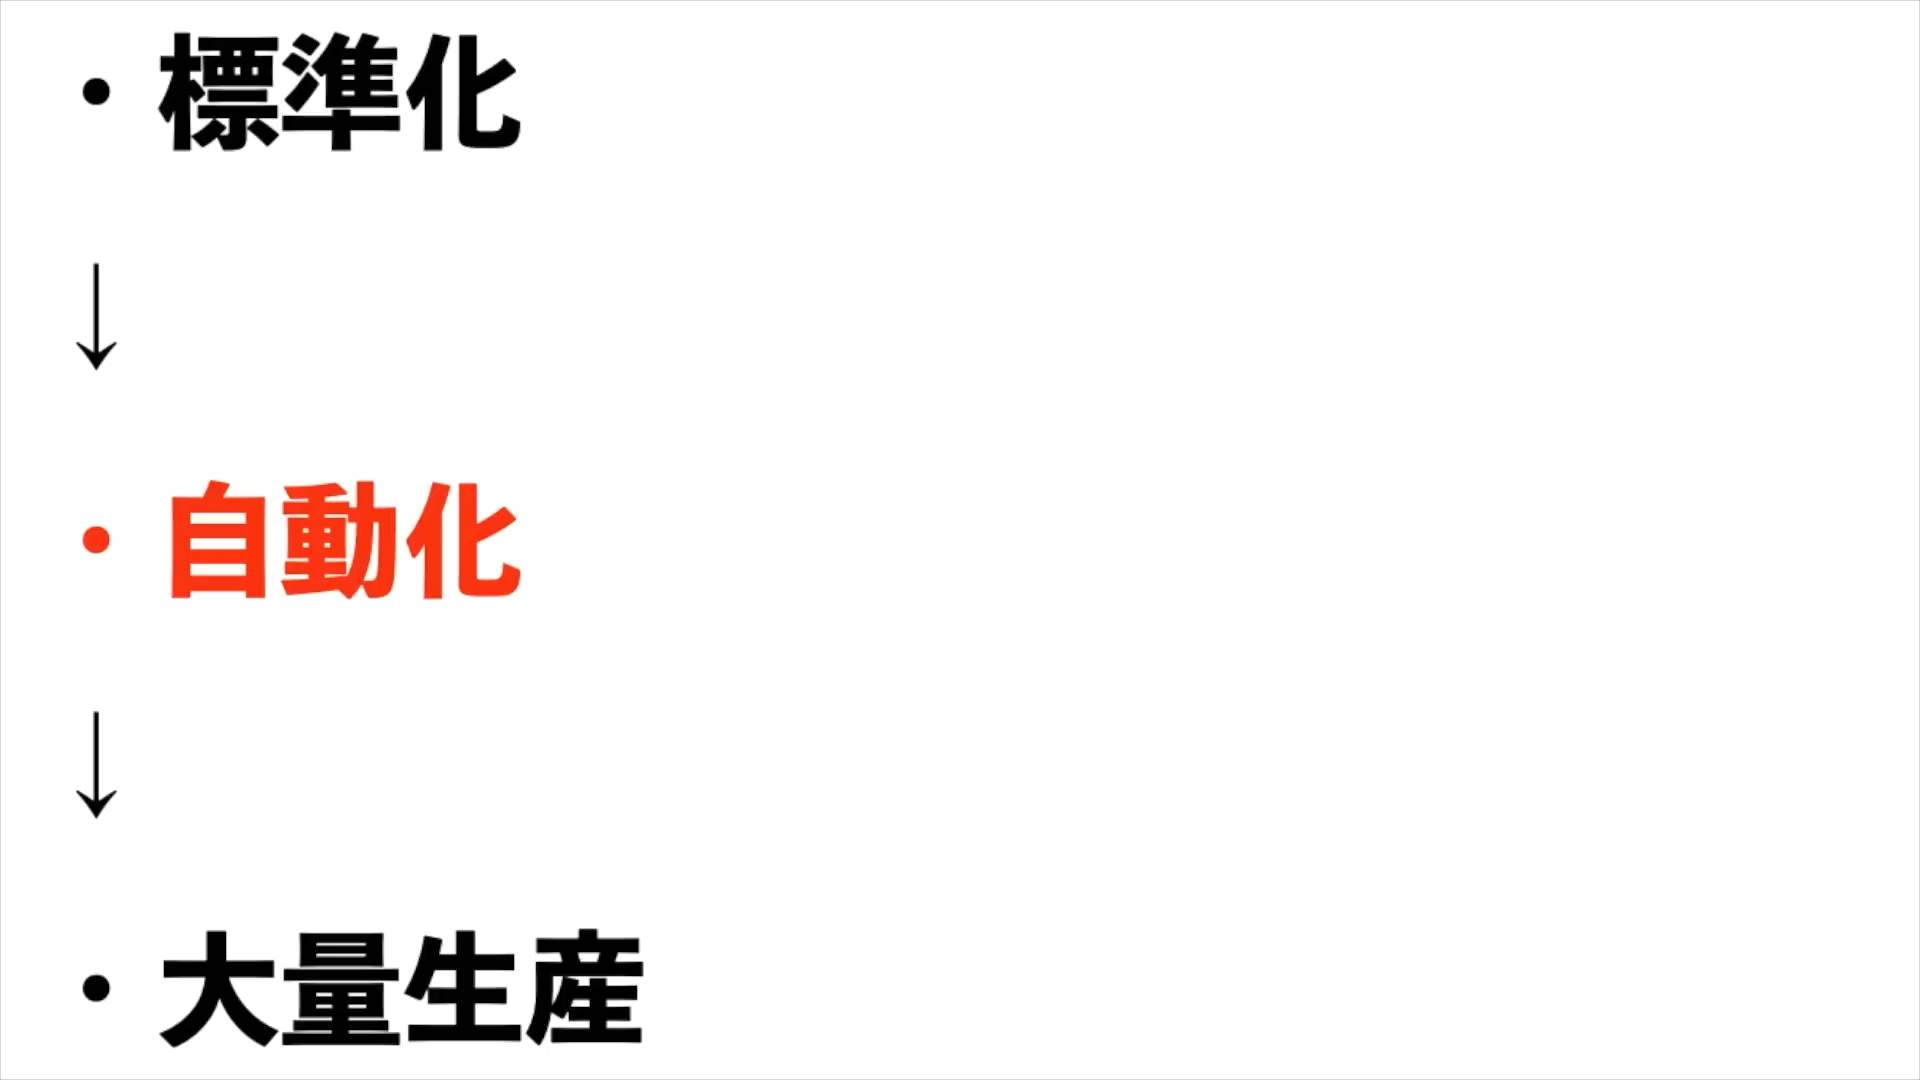 ・標準化
↓
・自動化
↓
・大量生産